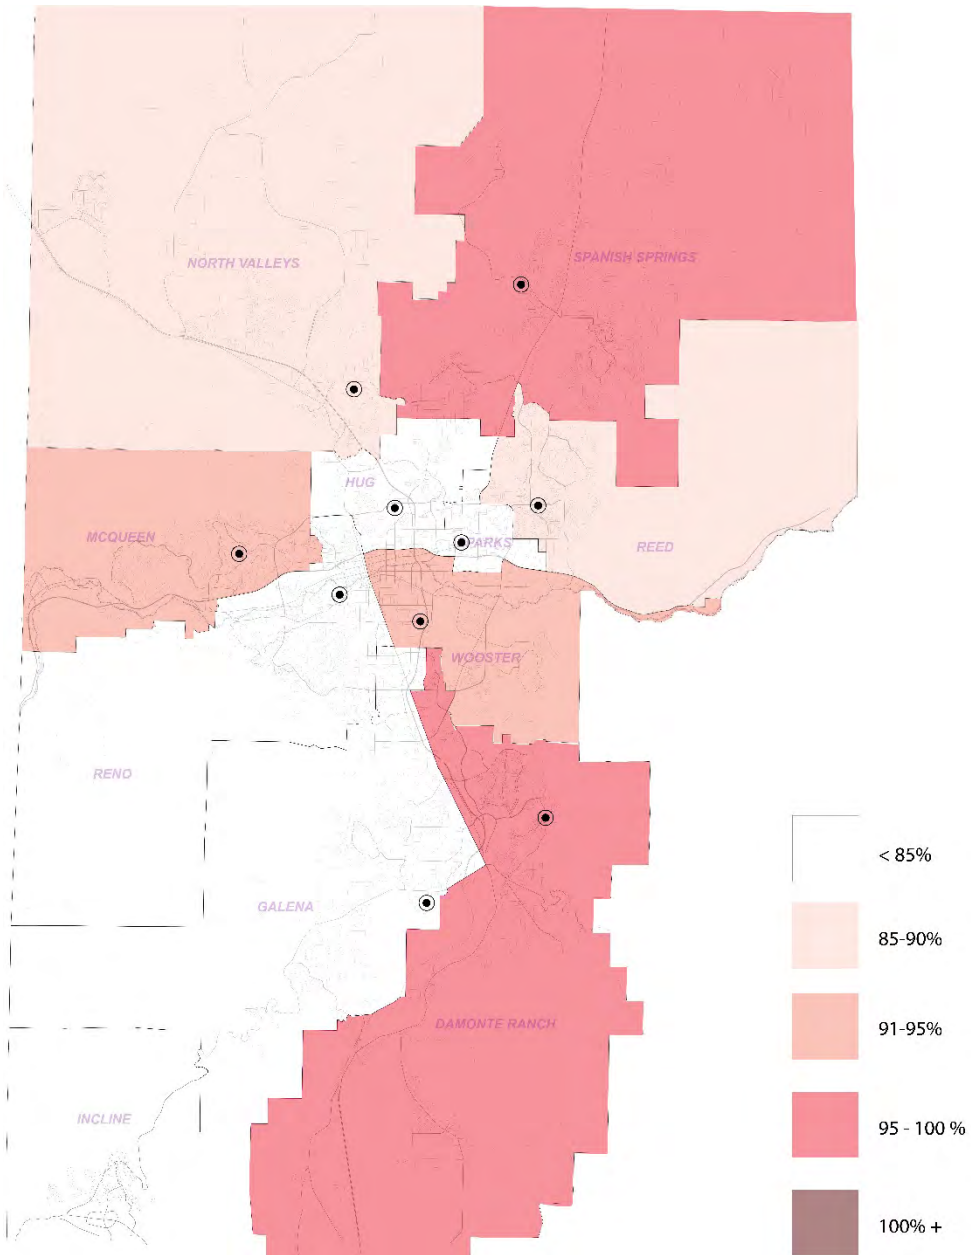 NORTH VALLEYS
SPANISH SPRINGS
HUG
MCQUEEN
PARKS
REED
WOOSTER
RENO
GALENA
DAMONTE RANCH
INCLINE
< 85%
85-90%
91-95%
95 - 100 %
100% +